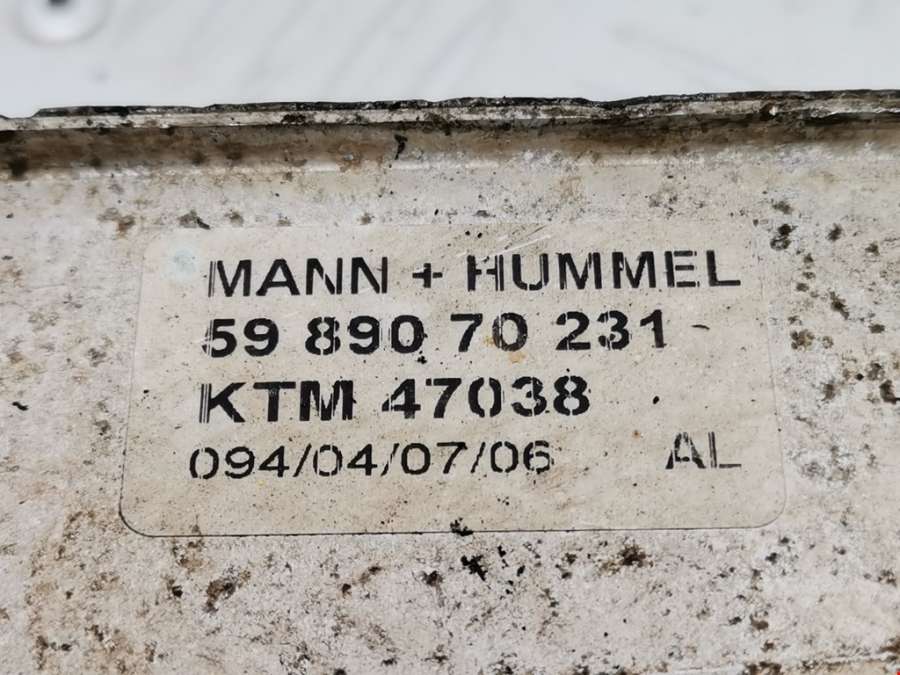 MANN + HUMMEL
59 890 70 231
KTM 47038
094/04/07/06 AL